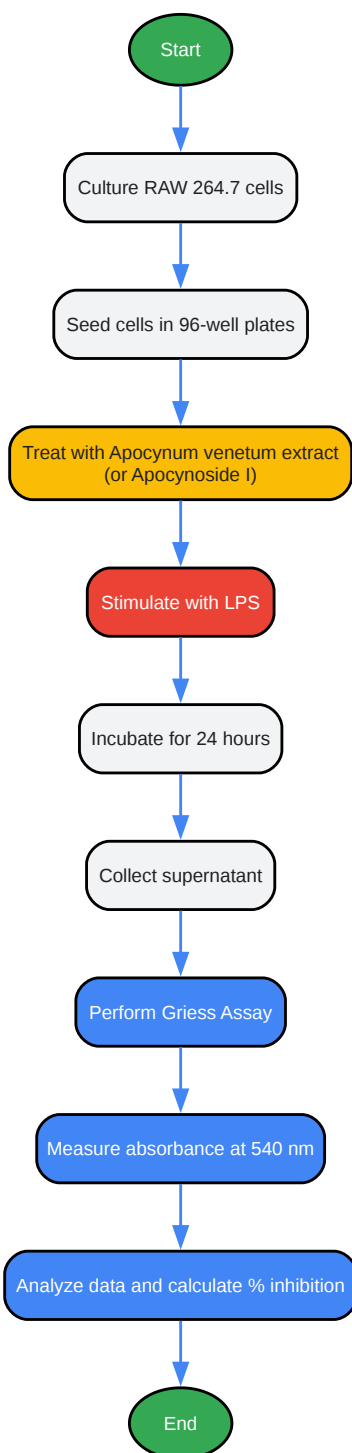 Start
Culture RAW 264.7 cells
Seed cells in 96-well plates
Treat with Apocynum venetum extract
(or Apocynoside I)
Stimulate with LPS
Incubate for 24 hours
Collect supernatant
Perform Griess Assay
Measure absorbance at 540 nm
Analyze data and calculate % inhibition
End